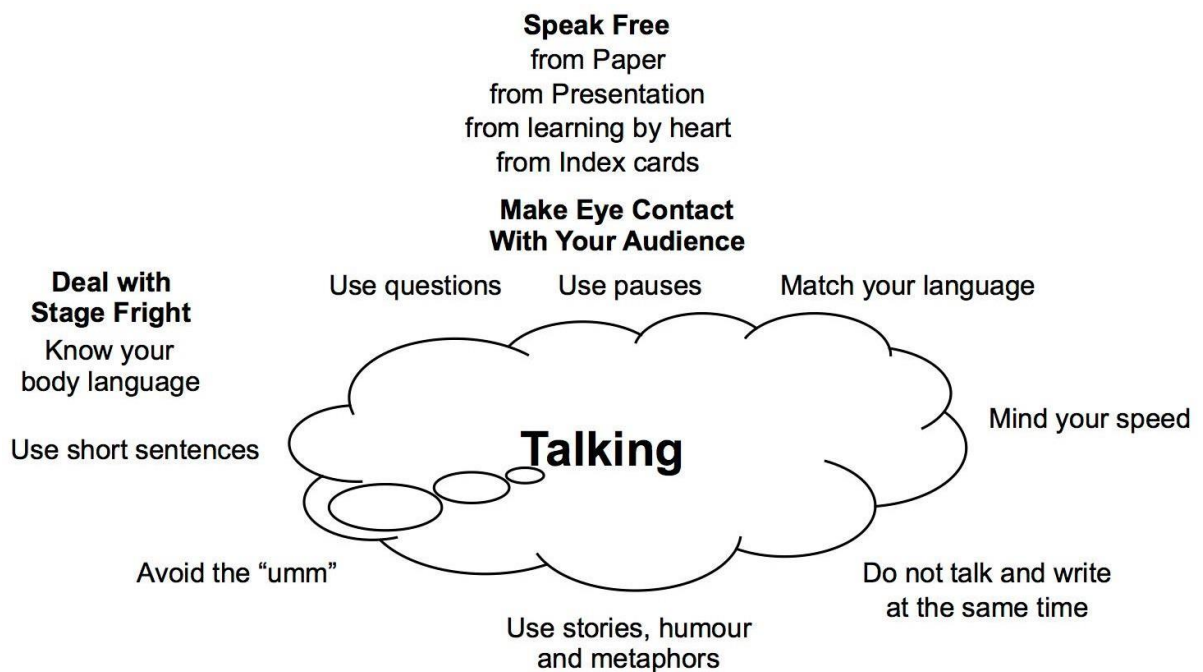 Speak Free
from Paper
from Presentation
from learning by heart
from Index cards
Make Eye Contact
With Your Audience
Deal with
Stage Fright
Know your
body language
Use questions
Use pauses
Match your language
Use short sentences
Talking
Mind your speed
Avoid the “umm”
Do not talk and write
at the same time
Use stories, humour
and metaphors